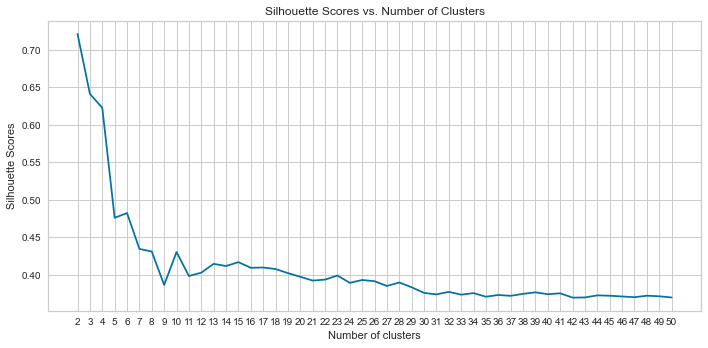 Silhouette Scores vs. Number of Clusters
0.70
0.65
0.60
0.55
0.50
0.45
0.40
Silhouette Scores
2 3 4 5 6 7 8 9 10 11 12 13 14 15 16 17 18 19 20 21 22 23 24 25 26 27 28 29 30 31 32 33 34 35 36 37 38 39 40 41 42 43 44 45 46 47 48 49 50
Number of clusters